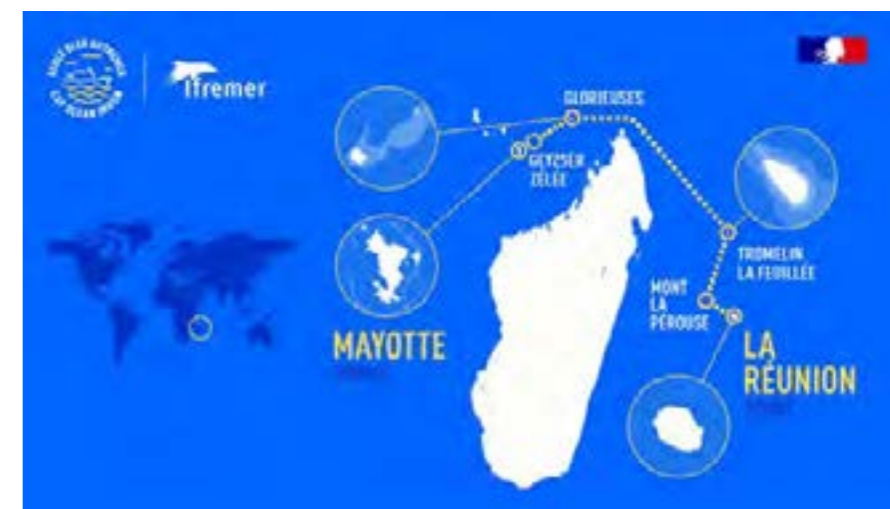 Ifremer
GLORIEUSES
GEYSER
ZÉLÉE
TROMELIN
LA FEUILLÉE
MONT
LA
PÉROUSE
MAYOTTE
LA
RÉUNION